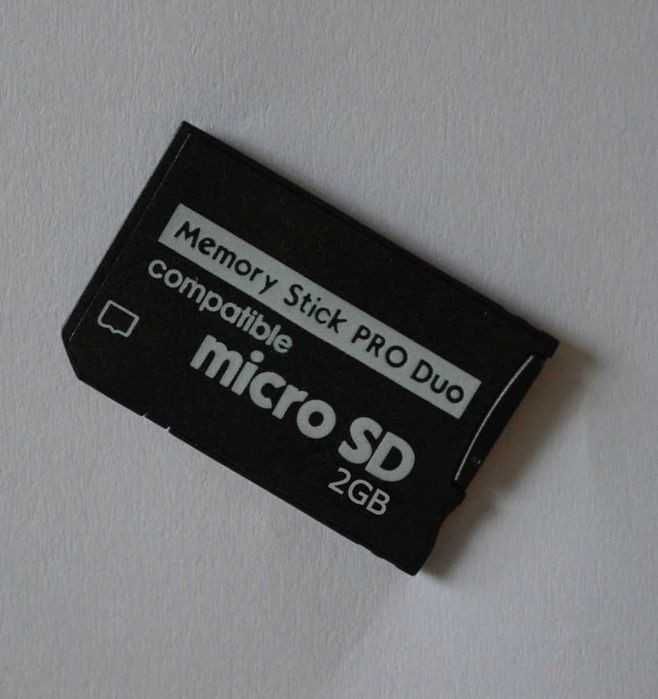 Memory Stick PRO Duo
compatible
micro SD
2GB